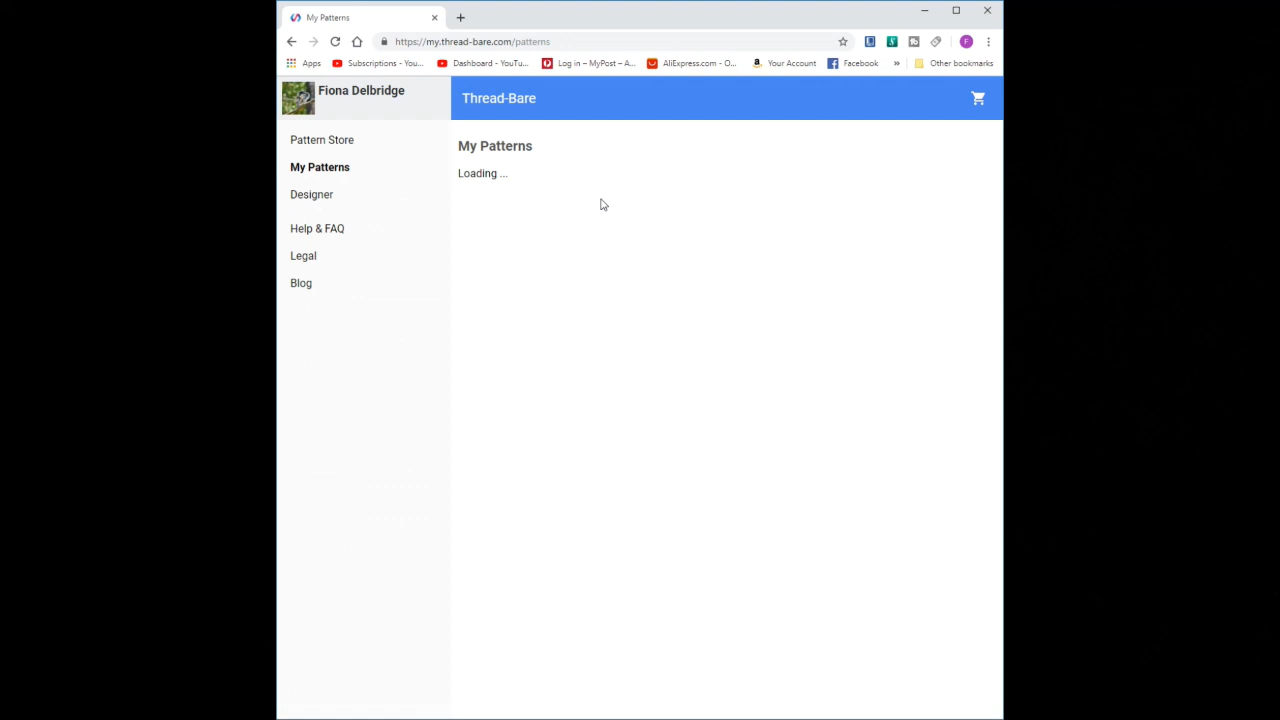 My Patterns
https://my.thread-bare.com/patterns
F
Apps
Subscriptions - You...
Dashboard - YouTu...
Log in – MyPost – A...
AliExpress.com - O...
Your Account
Facebook
»
Other bookmarks
Fiona Delbridge
Thread-Bare
Pattern Store
My Patterns
Designer
Help & FAQ
Legal
Blog
My Patterns
Loading ...